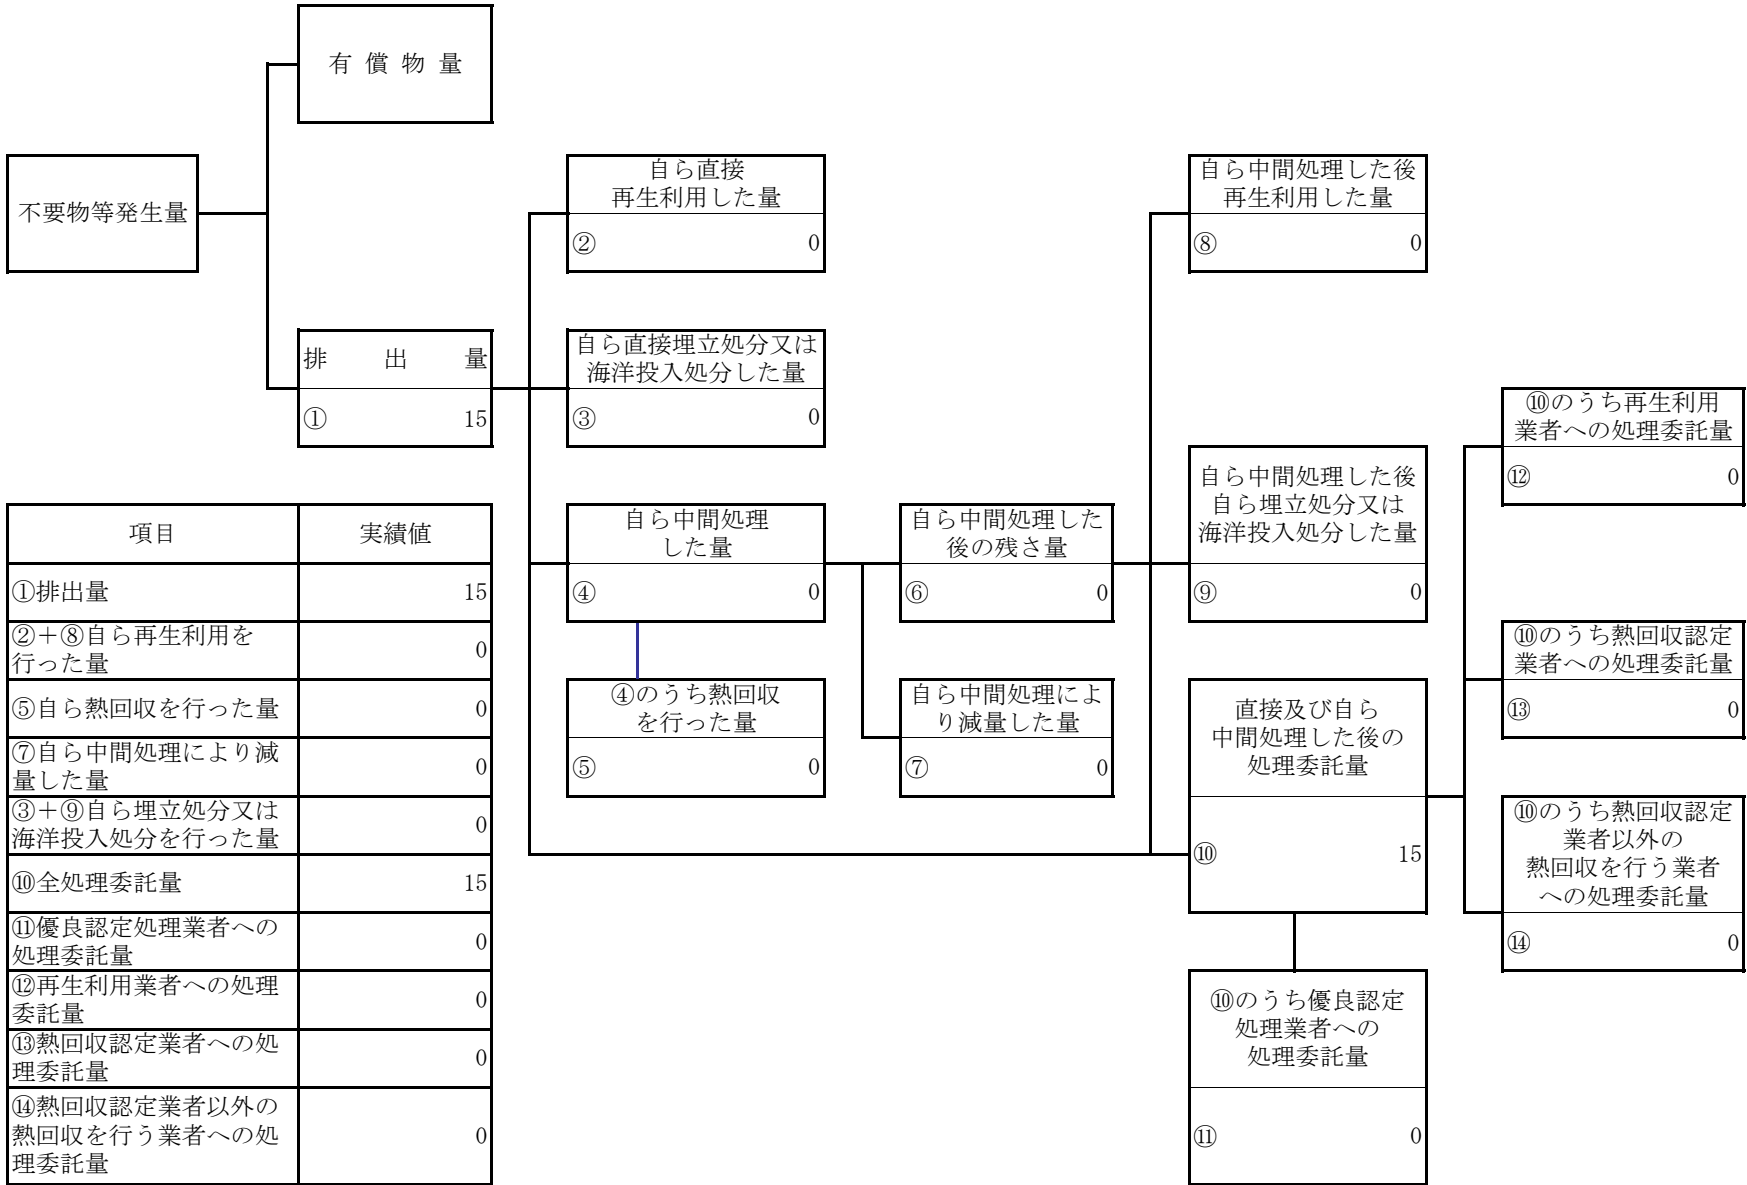 有 償 物 量
不要物等発生量
自ら直接
再生利用した量
② 0
自ら中間処理した後
再生利用した量
⑧ 0
排 出 量
① 15
自ら直接埋立処分又は
海洋投入処分した量
③ 0
⑩のうち再生利用
業者への処理委託量
⑫ 0
自ら中間処理
した量
④ 0
自ら中間処理した
後の残さ量
⑥ 0
自ら中間処理した後
自ら埋立処分又は
海洋投入処分した量
⑨ 0
⑩のうち熱回収認定
業者への処理委託量
⑬ 0
④のうち熱回収
を行った量
⑤ 0
自ら中間処理によ
り減量した量
⑦ 0
直接及び自ら
中間処理した後の
処理委託量
⑩ 15
⑩のうち熱回収認定
業者以外の
熱回収を行う業者
への処理委託量
⑭ 0
⑩のうち優良認定
処理業者への
処理委託量
⑪ 0
項目 実績値
①排出量 15
②+⑧自ら再生利用を
行った量 0
⑤自ら熱回収を行った量 0
⑦自ら中間処理により減
量した量 0
③+⑨自ら埋立処分又は
海洋投入処分を行った量 0
⑩全処理委託量 15
⑪優良認定処理業者への
処理委託量 0
⑫再生利用業者への処理
委託量 0
⑬熱回収認定業者への処
理委託量 0
⑭熱回収認定業者以外の
熱回収を行う業者への処 0
理委託量